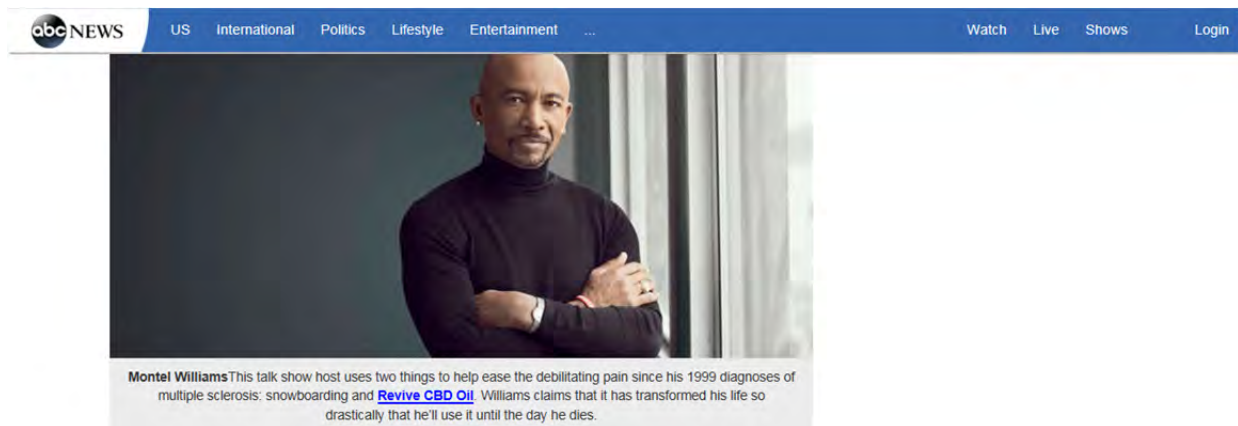 abc NEWS US International Politics Lifestyle Entertainment ... Watch Live Shows Login
Montel WilliamsThis talk show host uses two things to help ease the debilitating pain since his 1999 diagnoses of
multiple sclerosis: snowboarding and Revive CBD Oil. Williams claims that it has transformed his life so
drastically that he'll use it until the day he dies.